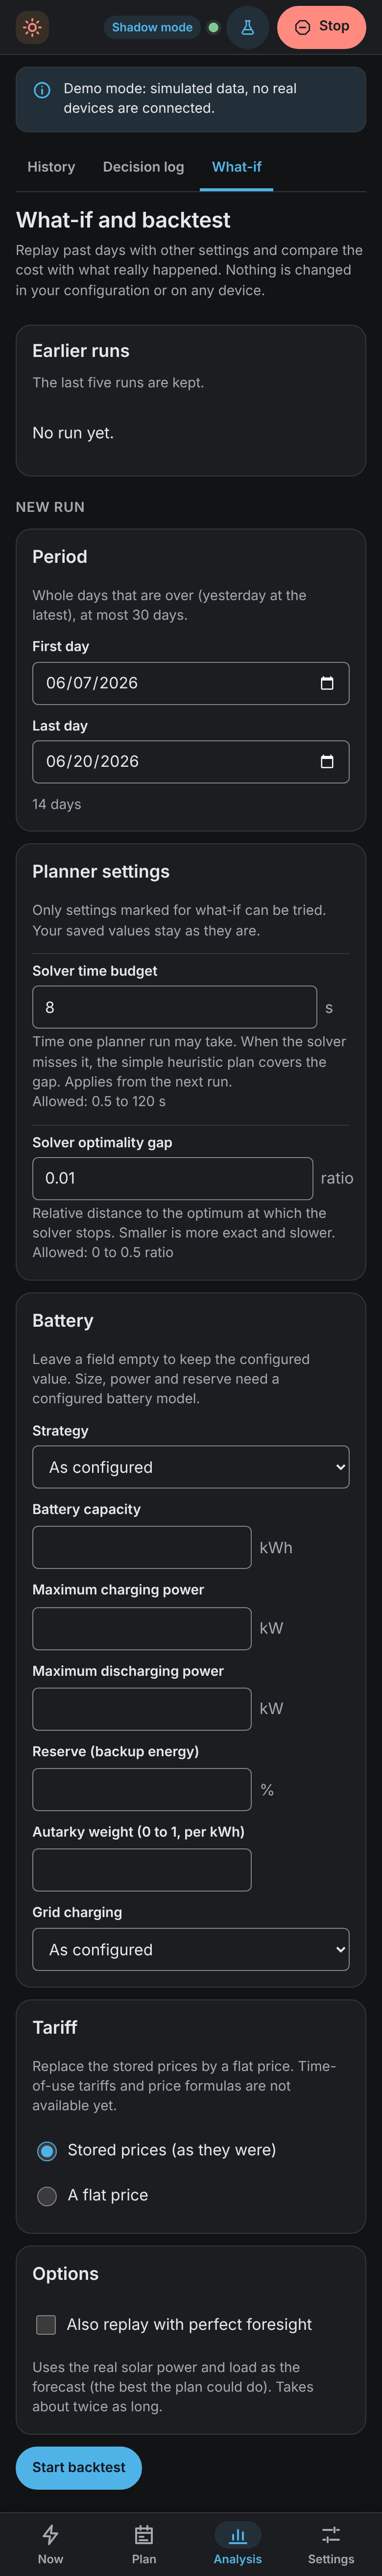 Shadow mode
Stop
Demo mode: simulated data, no real
devices are connected.
History
Decision log
What-if
What-if and backtest
Replay past days with other settings and compare the
cost with what really happened. Nothing is changed
in your configuration or on any device.
Earlier runs
The last five runs are kept.
No run yet.
NEW RUN
Period
Whole days that are over (yesterday at the
latest), at most 30 days.
First day
06/07/2026
Last day
06/20/2026
14 days
Planner settings
Only settings marked for what-if can be tried.
Your saved values stay as they are.
Solver time budget
8 s
Time one planner run may take. When the solver
misses it, the simple heuristic plan covers the
gap. Applies from the next run.
Allowed: 0.5 to 120 s
Solver optimality gap
0.01 ratio
Relative distance to the optimum at which the
solver stops. Smaller is more exact and slower.
Allowed: 0 to 0.5 ratio
Battery
Leave a field empty to keep the configured
value. Size, power and reserve need a
configured battery model.
Strategy
As configured
Battery capacity
kWh
Maximum charging power
kW
Maximum discharging power
kW
Reserve (backup energy)
%
Autarky weight (0 to 1, per kWh)
Grid charging
As configured
Tariff
Replace the stored prices by a flat price. Time-
of-use tariffs and price formulas are not
available yet.
Stored prices (as they were)
A flat price
Options
Also replay with perfect foresight
Uses the real solar power and load as the
forecast (the best the plan could do). Takes
about twice as long.
Start backtest
Now
Plan
Analysis
Settings